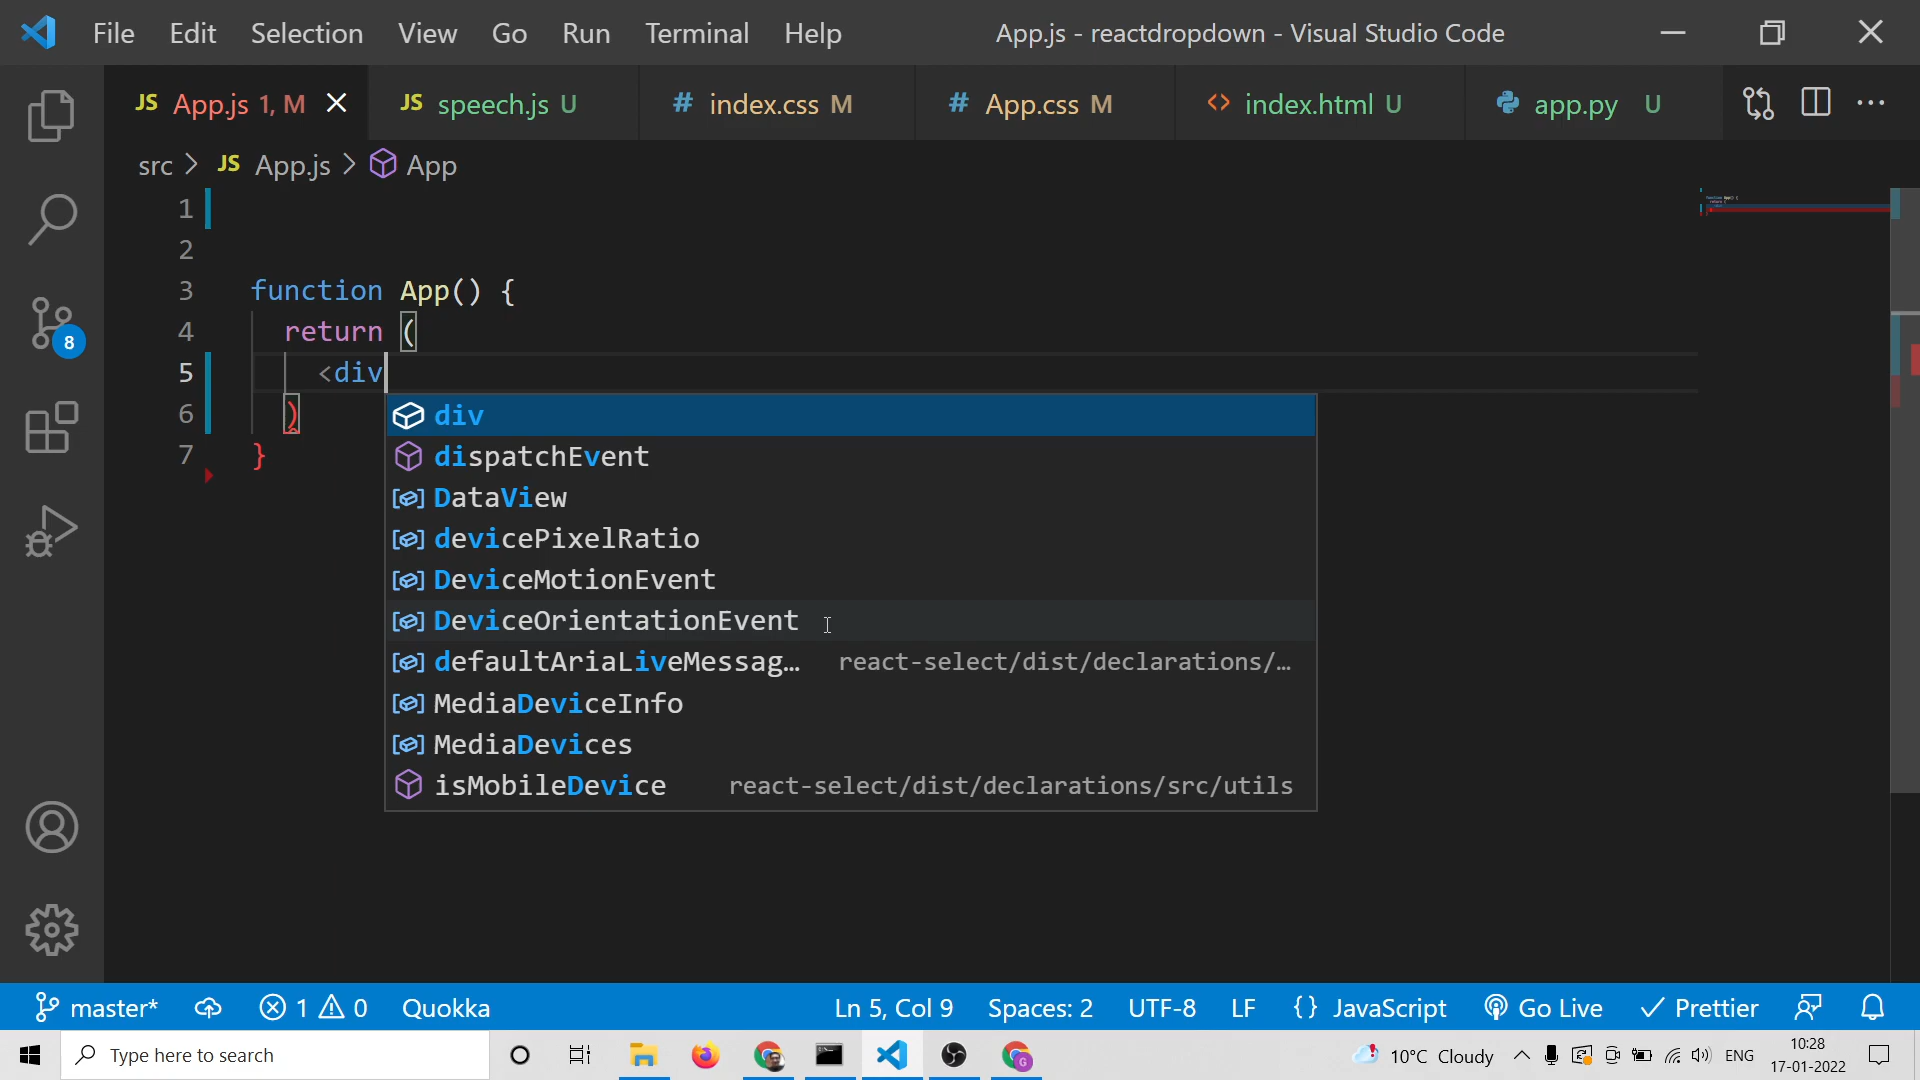 File Edit Selection View Go Run Terminal Help App.js - reactdropdown - Visual Studio Code
JS App.js 1, M JS speech.js U # index.css M # App.css M <> index.html U app.py U
src > JS App.js > App
1
2
3 function App() {
4 return (
5 <div
6 )
7 }
div
dispatchEvent
DataView
devicePixelRatio
DeviceMotionEvent
DeviceOrientationEvent
defaultAriaLiveMessag… react-select/dist/declarations/…
MediaDeviceInfo
MediaDevices
isMobileDevice react-select/dist/declarations/src/utils
8
master* 1 0 Quokka Ln 5, Col 9 Spaces: 2 UTF-8 LF {} JavaScript Go Live Prettier
Type here to search 10°C Cloudy ENG 10:28
17-01-2022